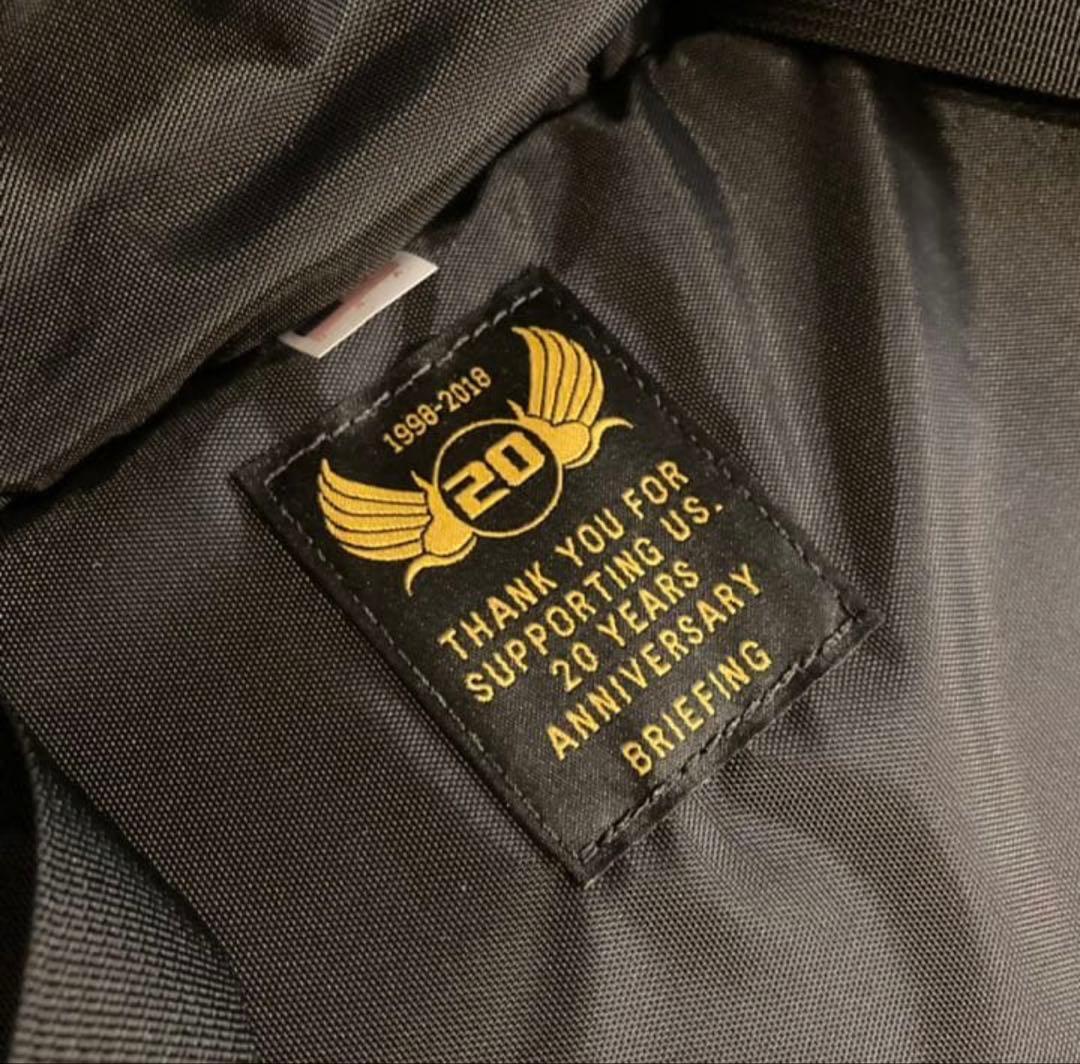 1998-2018
20
THANK YOU FOR
SUPPORTING US.
20 YEARS
ANNIVERSARY
BRIEFING